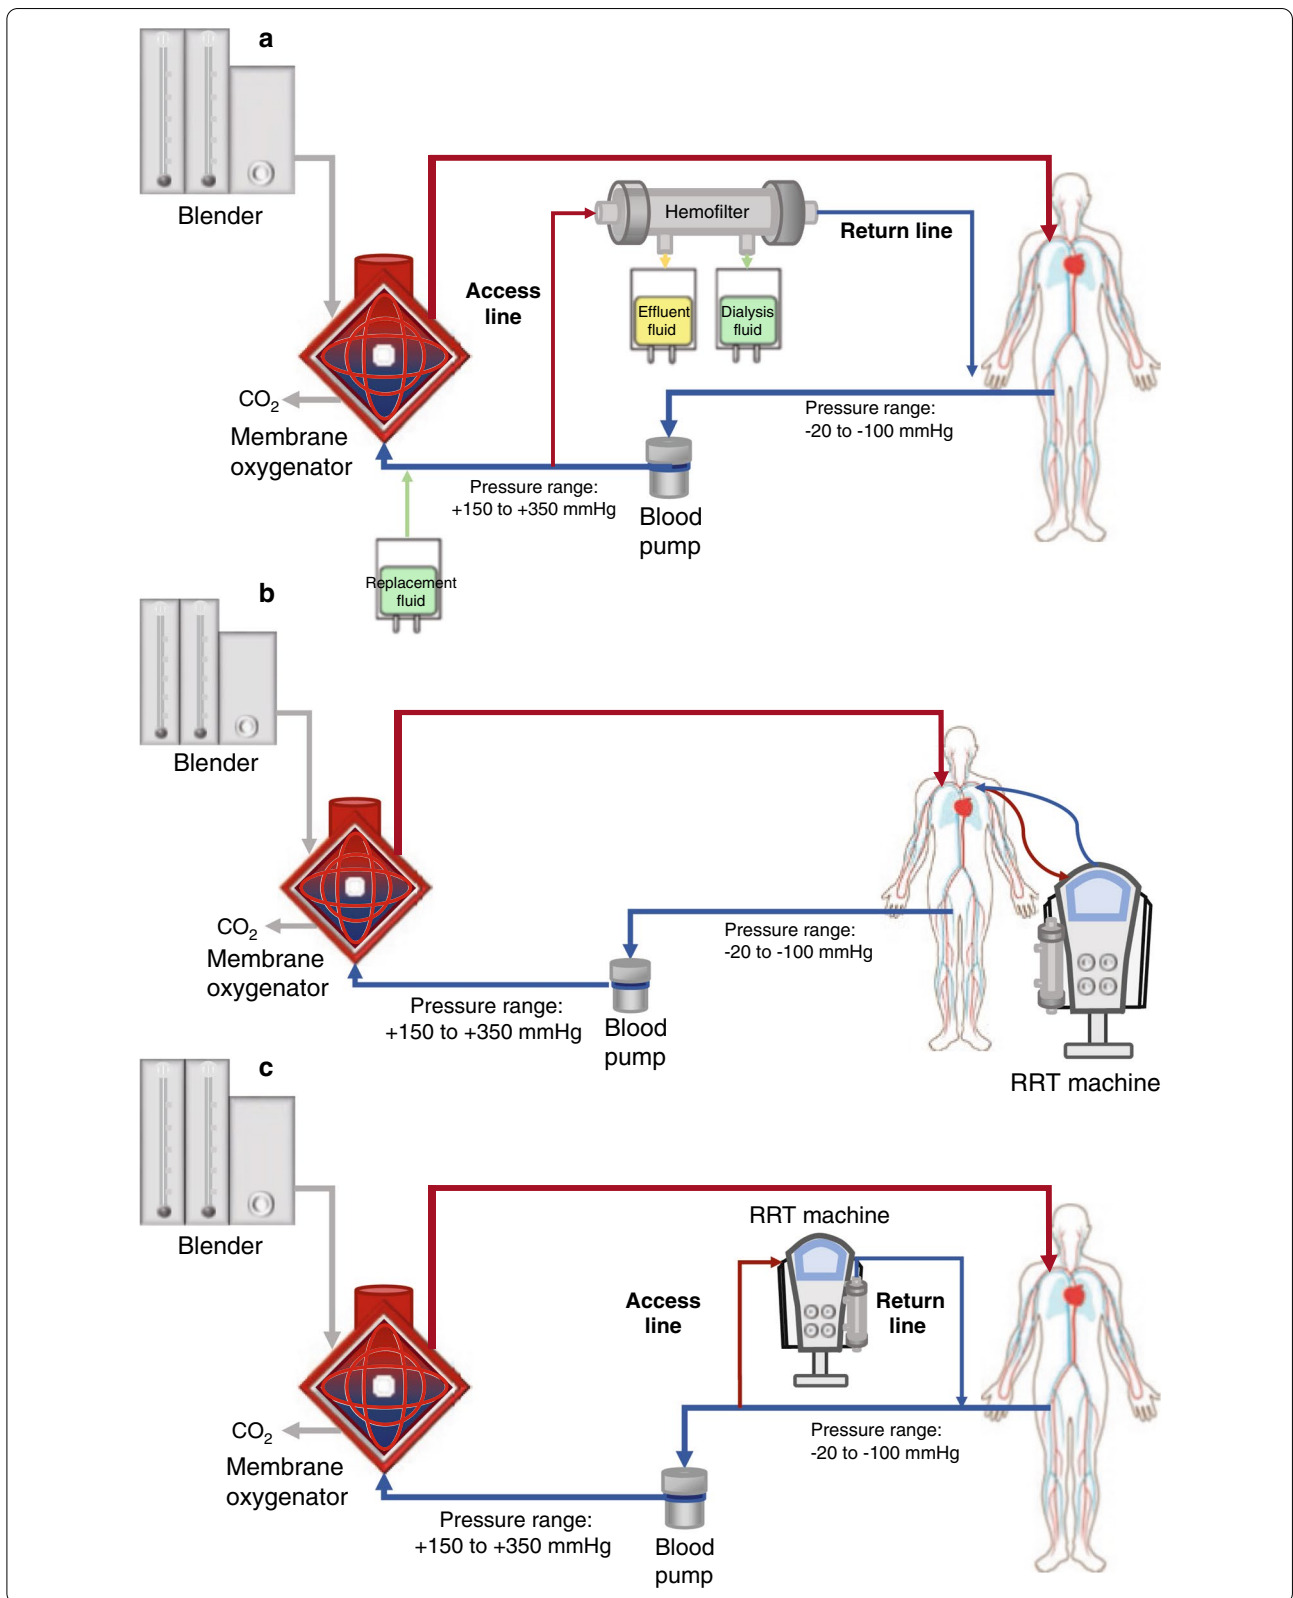 a
Blender
Hemofilter
Return line
Access
line
Effluent
fluid
Dialysis
fluid
CO2
Membrane
oxygenator
Pressure range:
-20 to -100 mmHg
Pressure range:
+150 to +350 mmHg
Blood
pump
Replacement
fluid
b
Blender
CO2
Membrane
oxygenator
Pressure range:
-20 to -100 mmHg
Pressure range:
+150 to +350 mmHg
Blood
pump
RRT machine
c
Blender
RRT machine
Access
line
Return
line
CO2
Membrane
oxygenator
Pressure range:
-20 to -100 mmHg
Pressure range:
+150 to +350 mmHg
Blood
pump